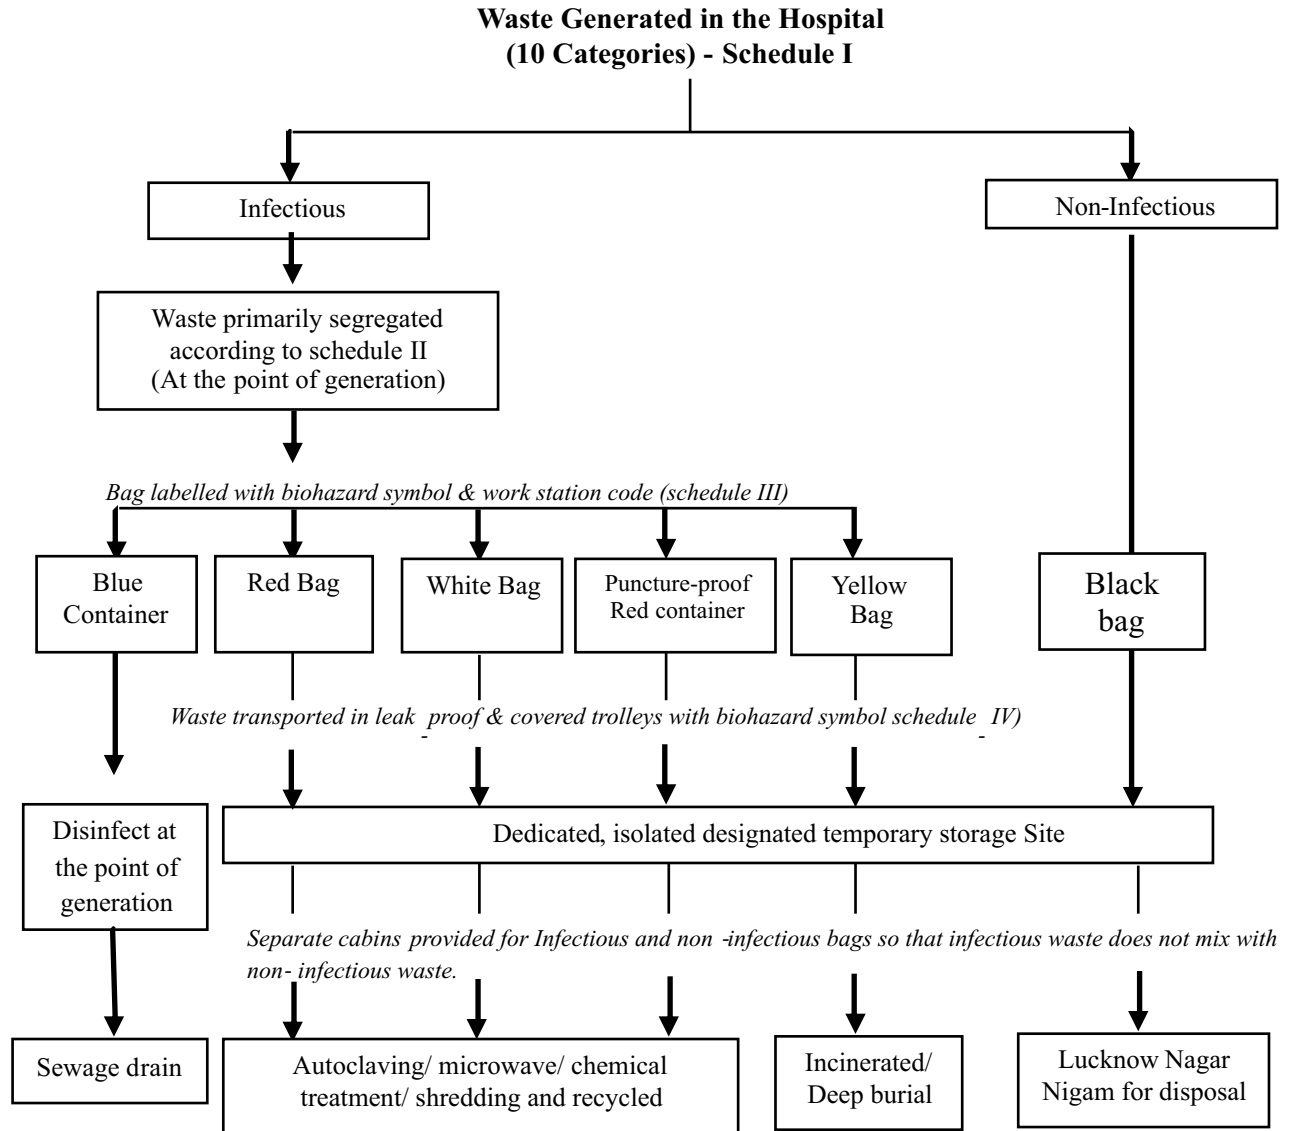 Waste Generated in the Hospital
(10 Categories) - Schedule I
Infectious
Non-Infectious
Waste primarily segregated
according to schedule II
(At the point of generation)
Bag labelled with biohazard symbol & work station code (schedule III)
Blue
Container
Red Bag
White Bag
Puncture-proof
Red container
Yellow
Bag
Black
bag
Waste transported in leak_proof & covered trolleys with biohazard symbol schedule_IV)
Disinfect at
the point of
generation
Dedicated, isolated designated temporary storage Site
Separate cabins provided for Infectious and non -infectious bags so that infectious waste does not mix with
non- infectious waste.
Sewage drain
Autoclaving/ microwave/ chemical
treatment/ shredding and recycled
Incinerated/
Deep burial
Lucknow Nagar
Nigam for disposal